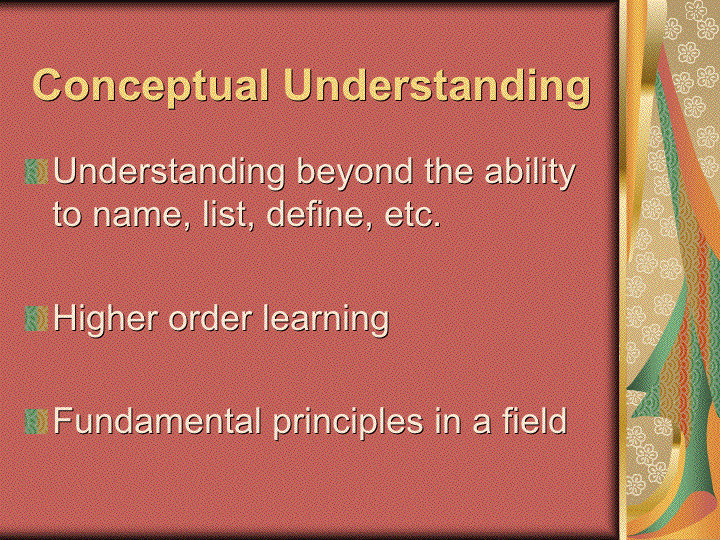 Conceptual Understanding
Understanding beyond the ability
to name, list, define, etc.
Higher order learning
Fundamental principles in a field